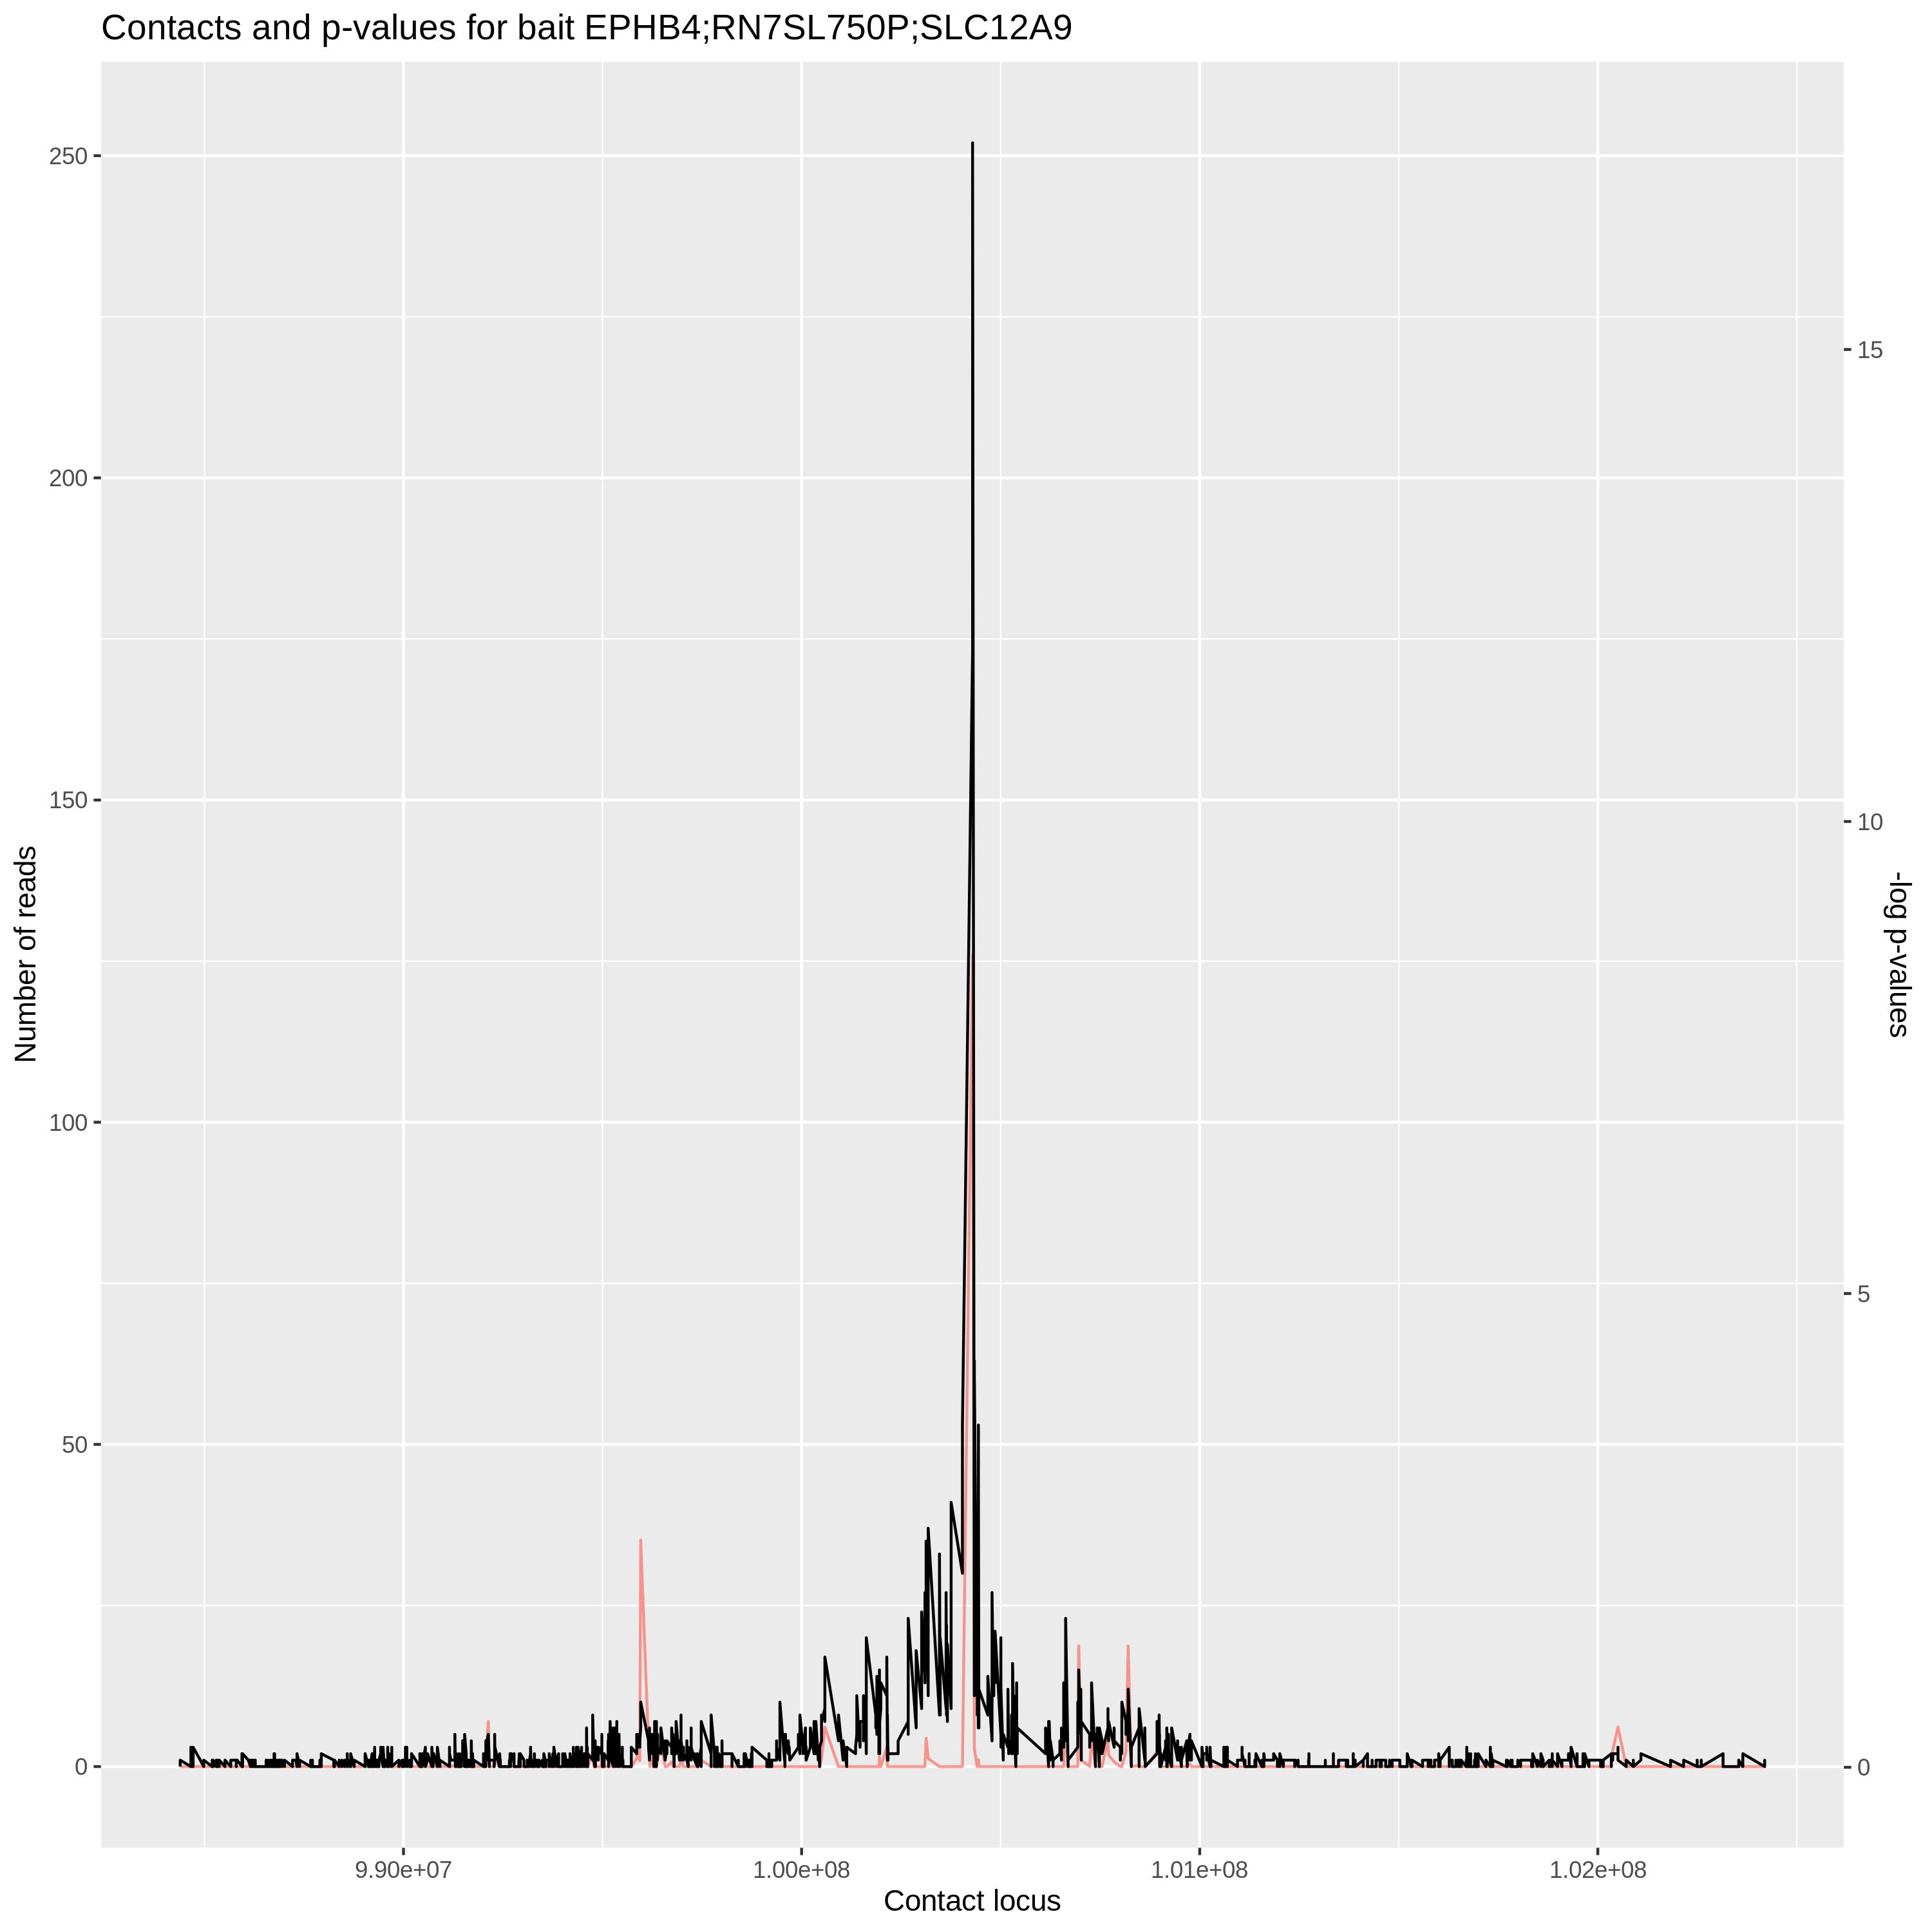 Contacts and p-values for bait EPHB4;RN7SL750P;SLC12A9
250
200
150
100
50
0
Number of reads
15
10
5
0
-log p-values
9.90e+07 1.00e+08 1.01e+08 1.02e+08
Contact locus